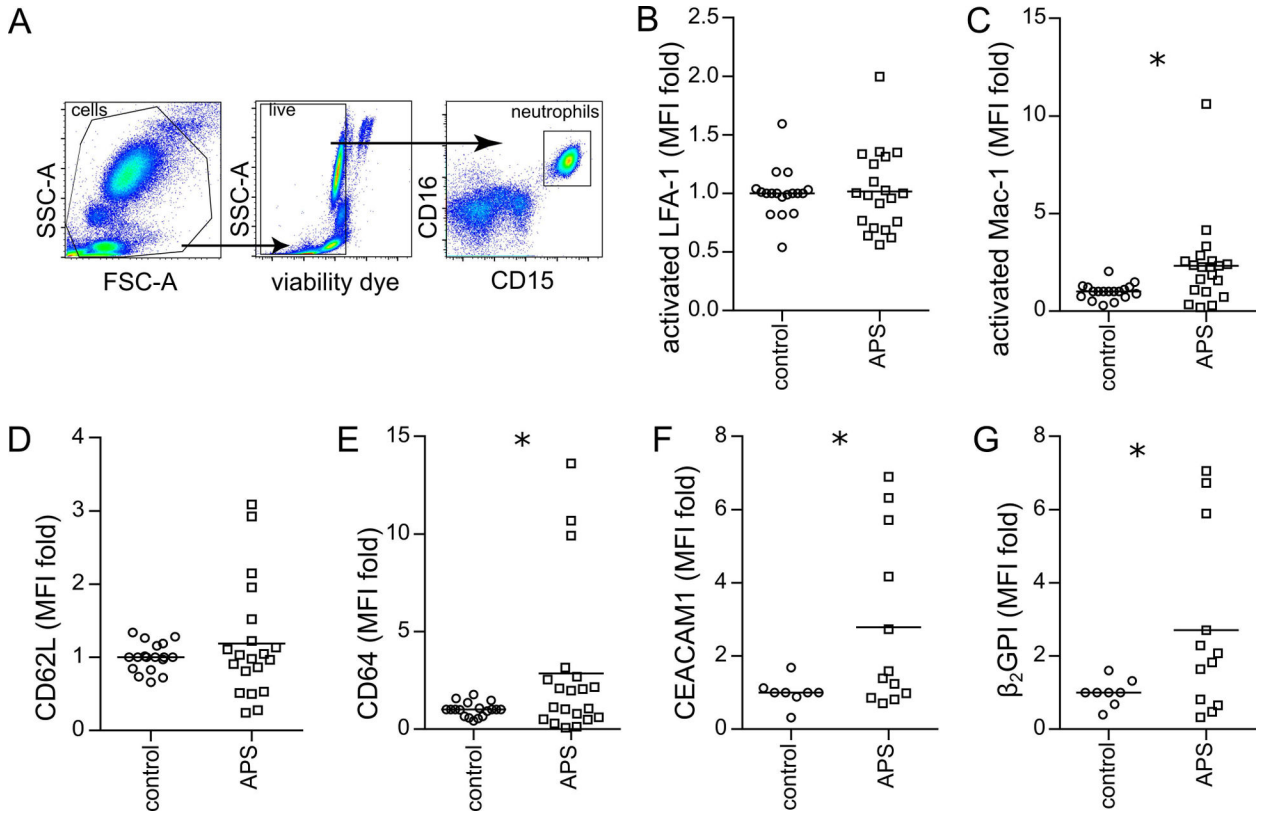 A
cells
SSC-A
FSC-A
live
SSC-A
viability dye
neutrophils
CD16
CD15
B
activated LFA-1 (MFI fold)
2.5
2.0
1.5
1.0
0.5
0.0
control
APS
C
activated Mac-1 (MFI fold)
15
*
10
5
0
control
APS
D
CD62L (MFI fold)
4
3
2
1
0
control
APS
E
CD64 (MFI fold)
15
*
10
5
0
control
APS
F
CEACAM1 (MFI fold)
8
*
6
4
2
0
control
APS
G
β₂GPI (MFI fold)
8
*
6
4
2
0
control
APS